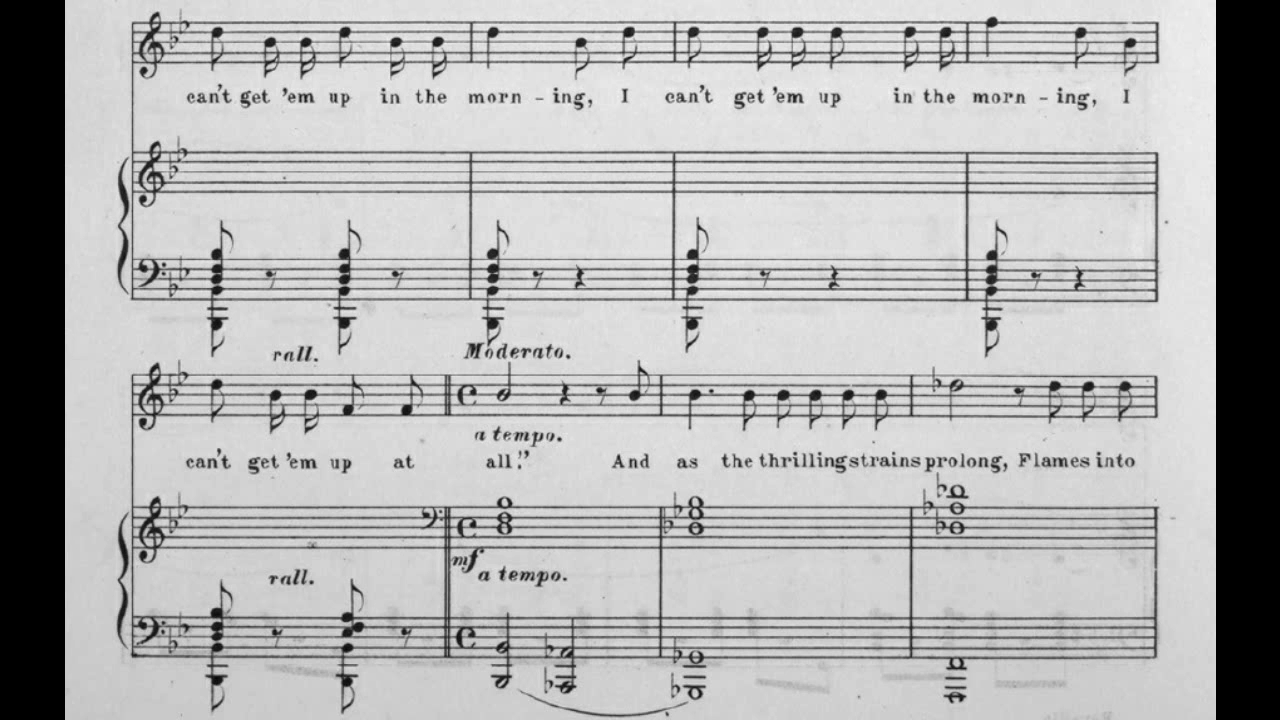 can't get 'em up in the morn - ing, I can't get 'em up in the morn - ing, I
rall. Moderato.
a tempo.
can't get 'em up at all." And as the thrilling strains prolong, Flames into
mf
a tempo.
rall.